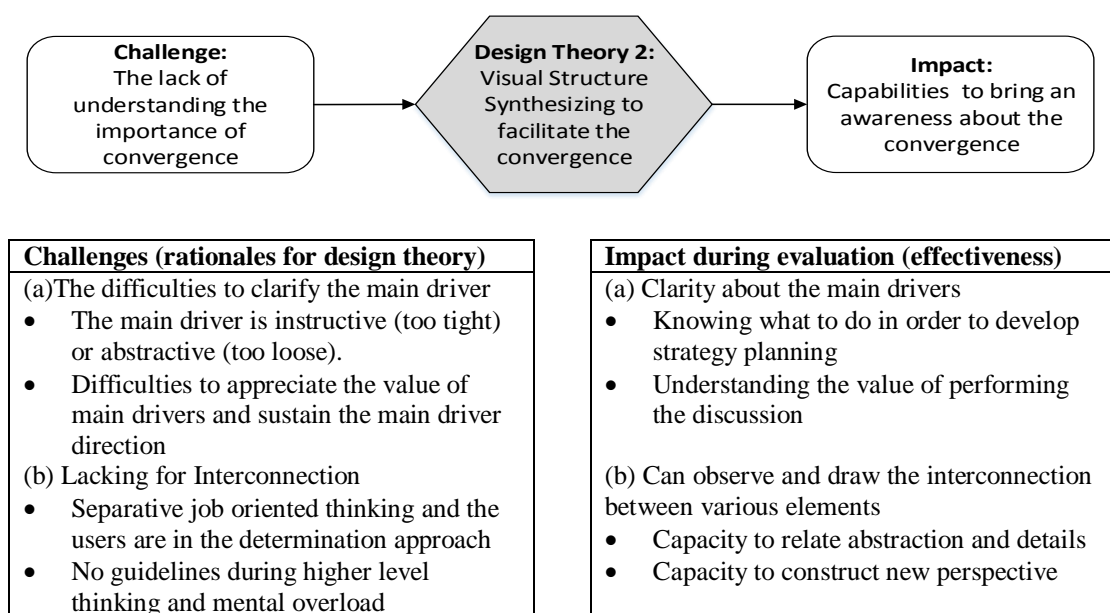 Challenge:
The lack of
understanding the
importance of
convergence
Design Theory 2:
Visual Structure
Synthesizing to
facilitate the
convergence
Impact:
Capabilities to bring an
awareness about the
convergence
Challenges (rationales for design theory)
(a)The difficulties to clarify the main driver
• The main driver is instructive (too tight)
or abstractive (too loose).
• Difficulties to appreciate the value of
main drivers and sustain the main driver
direction
(b) Lacking for Interconnection
• Separative job oriented thinking and the
users are in the determination approach
• No guidelines during higher level
thinking and mental overload
Impact during evaluation (effectiveness)
(a) Clarity about the main drivers
• Knowing what to do in order to develop
strategy planning
• Understanding the value of performing
the discussion
(b) Can observe and draw the interconnection
between various elements
• Capacity to relate abstraction and details
• Capacity to construct new perspective